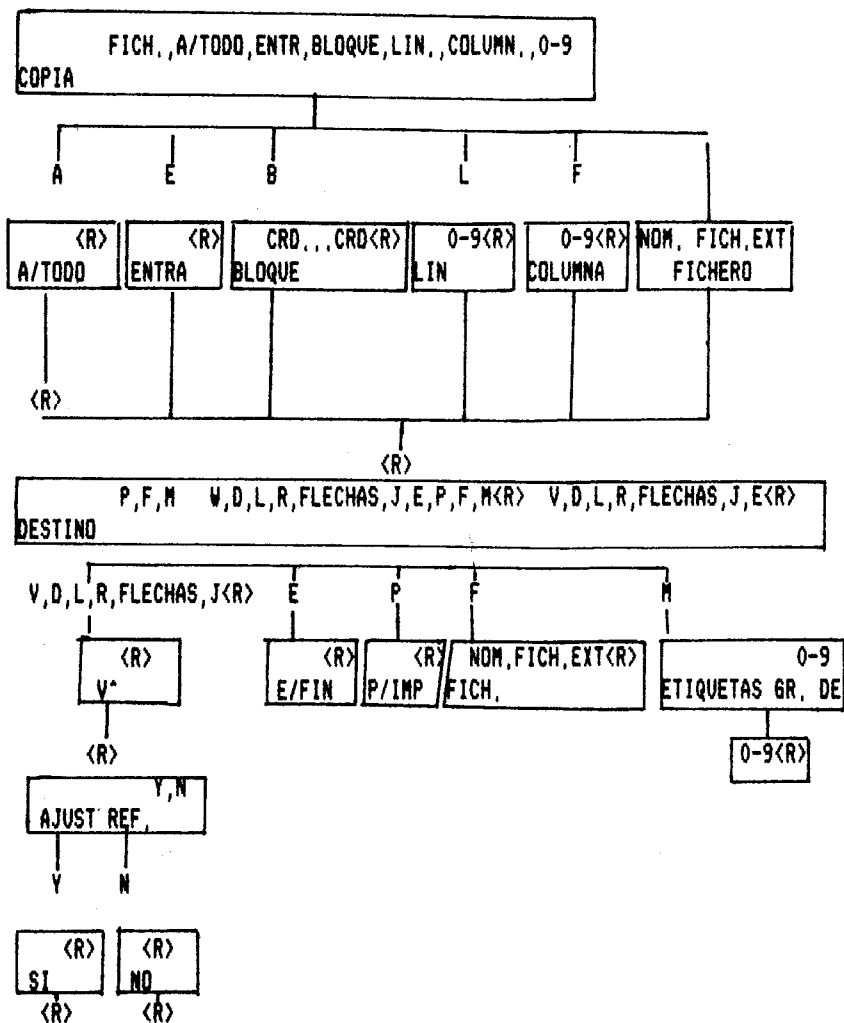 FICH,,A/TODO,ENTR,BLOQUE,LIN,,COLUMN,,0-9
COPIA
A E B L F
<R> <R> CRD,,,CRD<R> 0-9<R> 0-9<R> NOM, FICH,EXT
A/TODO ENTRA BLOQUE LIN COLUMNA FICHERO
<R>
<R>
P,F,M W,D,L,R,FLECHAS,J,E,P,F,M<R> V,D,L,R,FLECHAS,J,E<R>
DESTINO
V,D,L,R,FLECHAS,J<R> E P F M
<R> <R> <R> NOM,FICH,EXT<R> 0-9
V^ E/FIN P/IMP FICH, ETIQUETAS GR, DE
<R> 0-9<R>
Y,N
AJUST REF,
Y N
<R> <R>
SI NO
<R> <R>